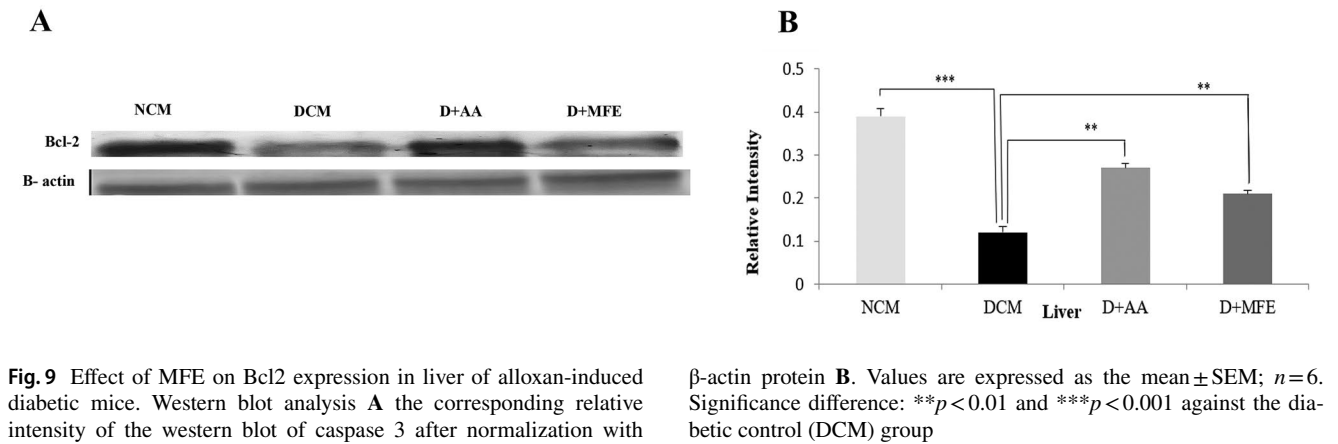 A
NCM DCM D+AA D+MFE
Bcl-2
B- actin
B
Relative Intensity
0.5
0.4
0.3
0.2
0.1
0
***
**
**
NCM DCM Liver D+AA D+MFE
Fig. 9 Effect of MFE on Bcl2 expression in liver of alloxan-induced
diabetic mice. Western blot analysis A the corresponding relative
intensity of the western blot of caspase 3 after normalization with
β-actin protein B. Values are expressed as the mean ± SEM; n = 6.
Significance difference: **p < 0.01 and ***p < 0.001 against the dia-
betic control (DCM) group